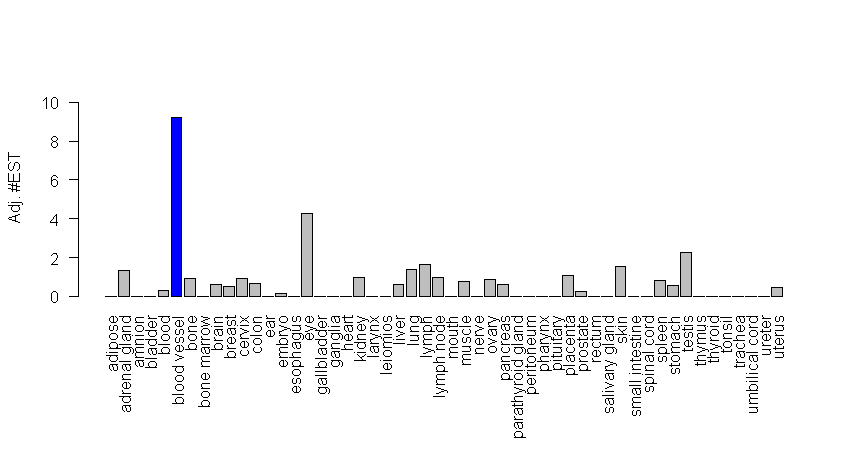 Adj. #EST
10
8
6
4
2
0
adipose
adrenal gland
amnion
bladder
blood
blood vessel
bone
bone marrow
brain
breast
cervix
colon
ear
embryo
esophagus
eye
gallbladder
ganglia
heart
kidney
larynx
leiomios
liver
lung
lymph
lymph node
mouth
muscle
nerve
ovary
pancreas
parathyroid gland
peritoneum
pharynx
pituitary
placenta
prostate
rectum
salivary gland
skin
small intestine
spinal cord
spleen
stomach
testis
thymus
thyroid
tonsil
trachea
umbilical cord
ureter
uterus